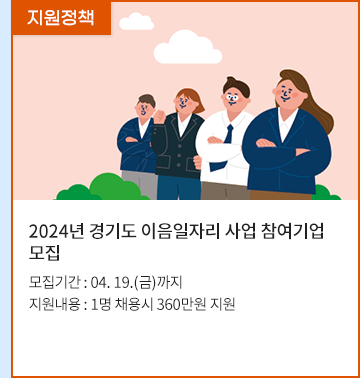 지원정책
2024년 경기도 이음일자리 사업 참여기업
모집
모집기간 : 04. 19.(금)까지
지원내용 : 1명 채용시 360만원 지원